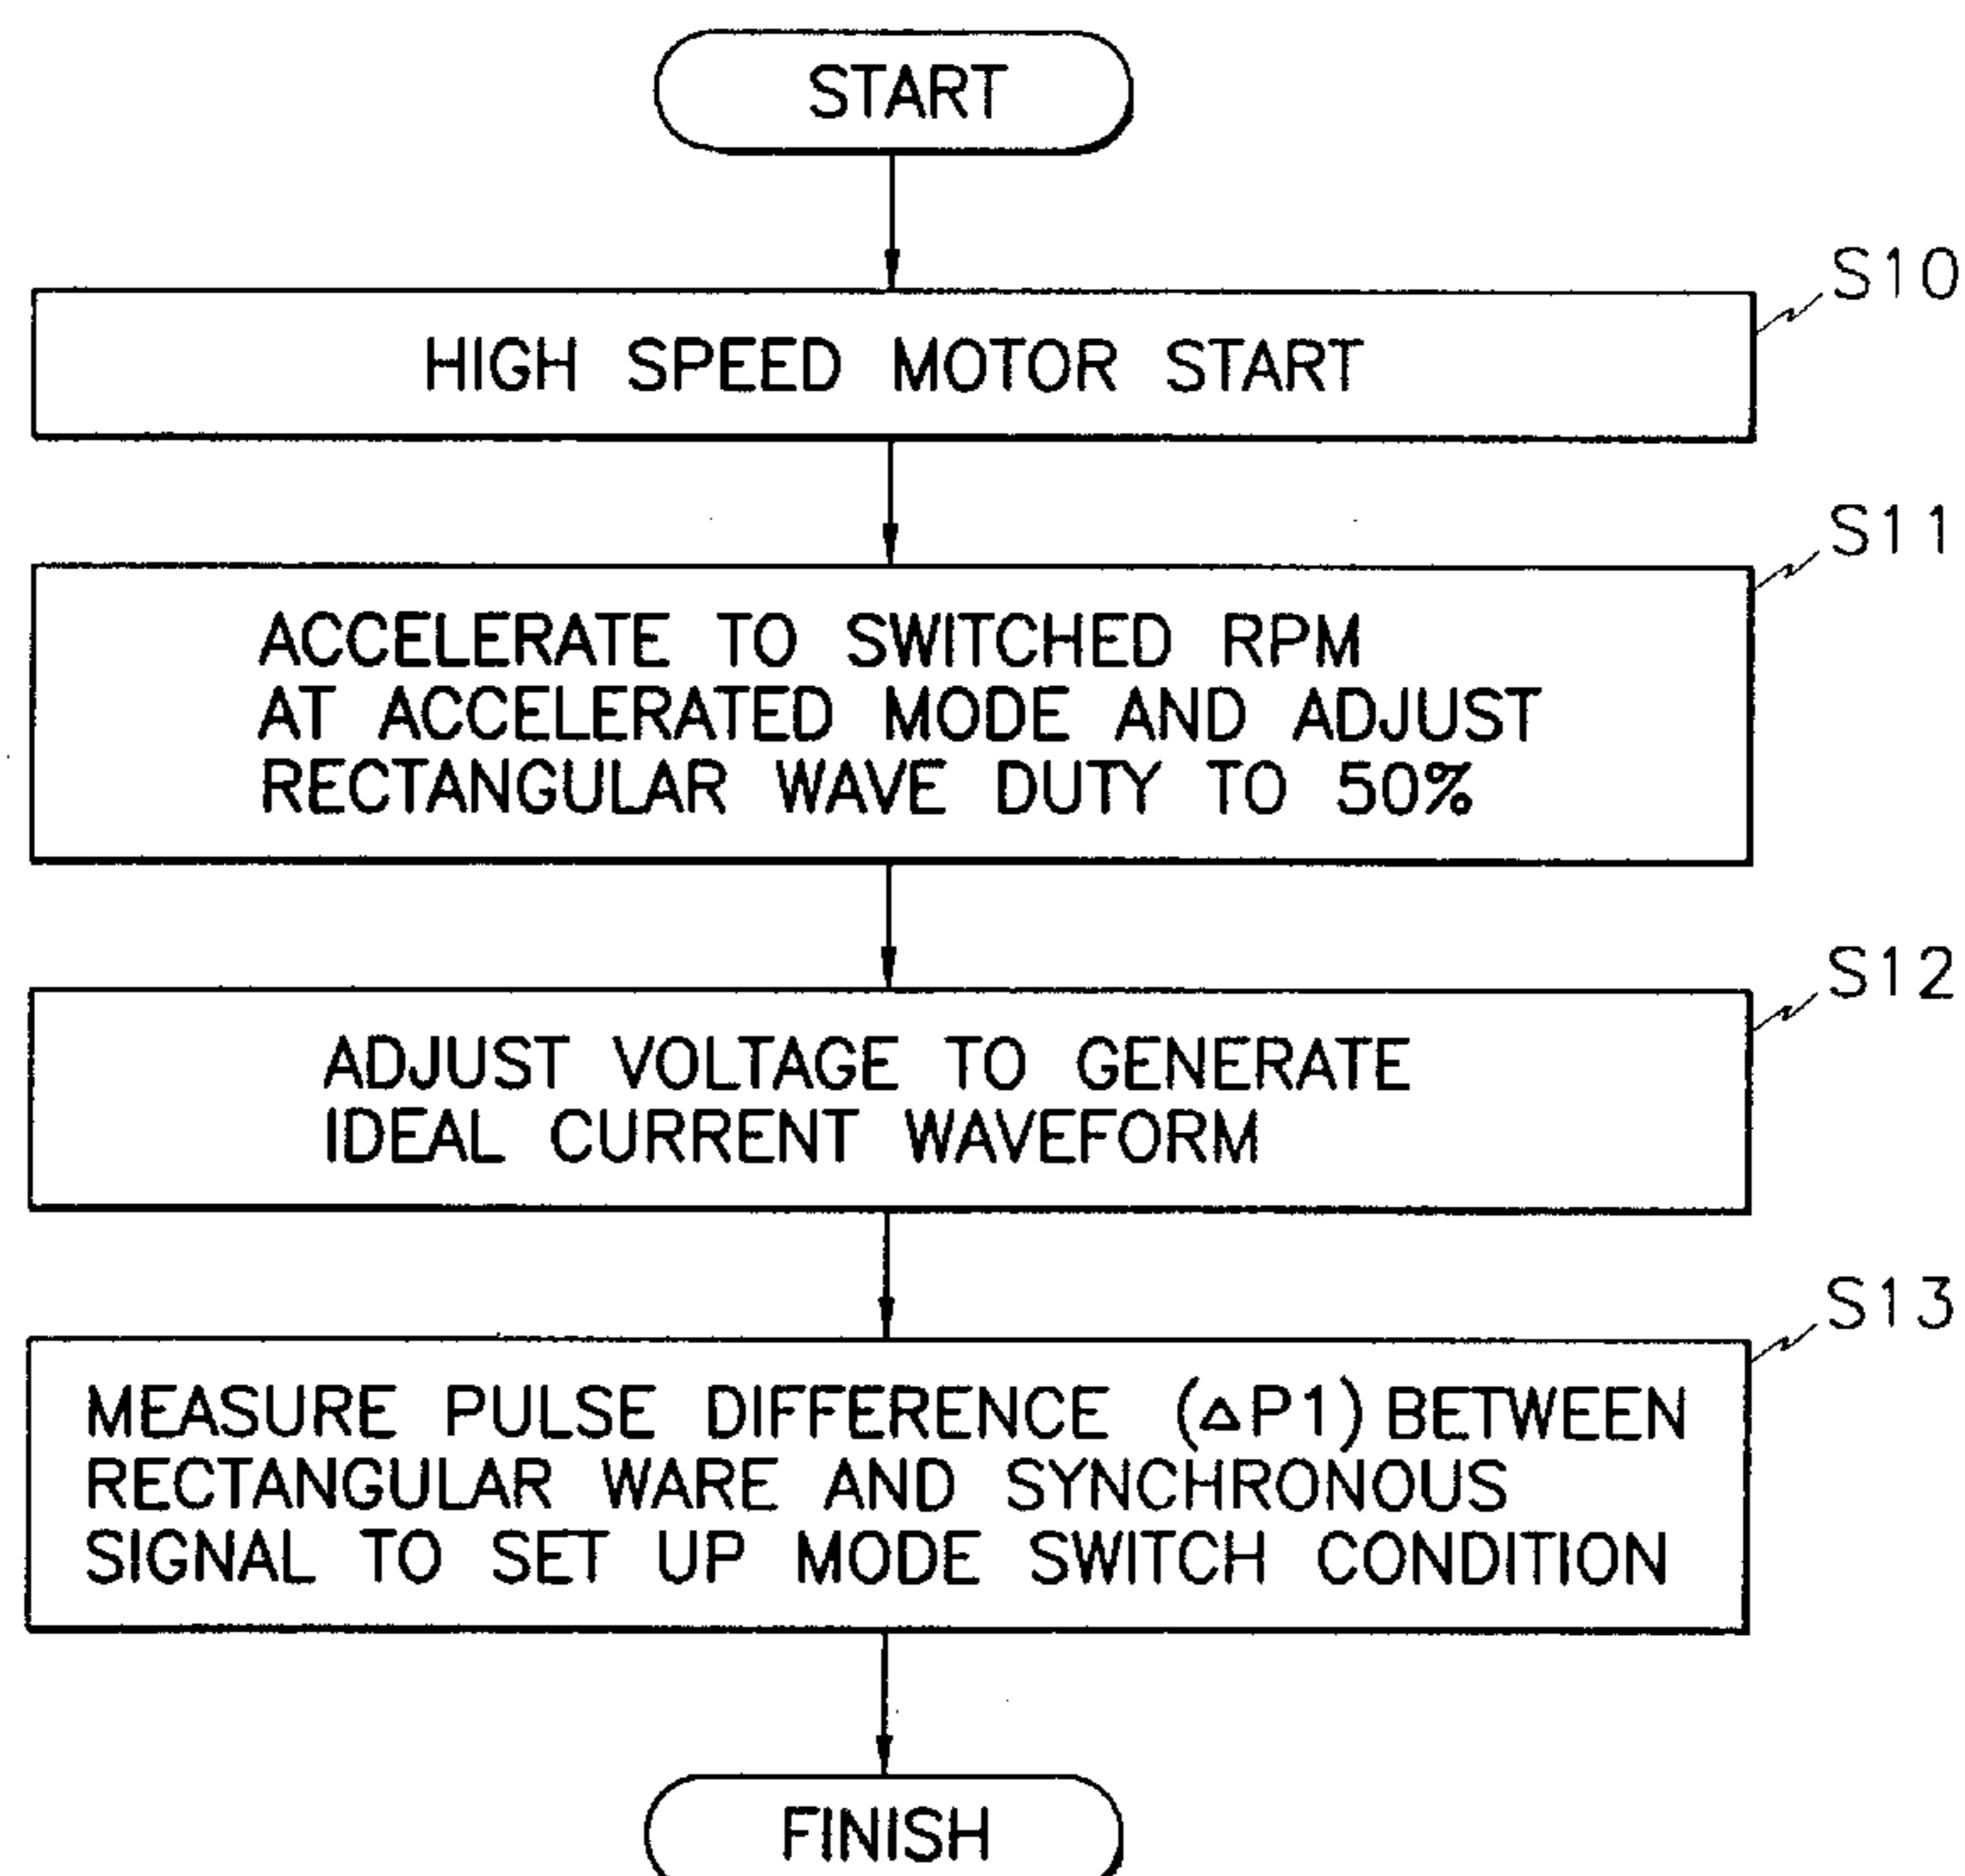 START
S10
HIGH SPEED MOTOR START
S11
ACCELERATE TO SWITCHED RPM
AT ACCELERATED MODE AND ADJUST
RECTANGULAR WAVE DUTY TO 50%
S12
ADJUST VOLTAGE TO GENERATE
IDEAL CURRENT WAVEFORM
S13
MEASURE PULSE DIFFERENCE (△P1) BETWEEN
RECTANGULAR WARE AND SYNCHRONOUS
SIGNAL TO SET UP MODE SWITCH CONDITION
FINISH